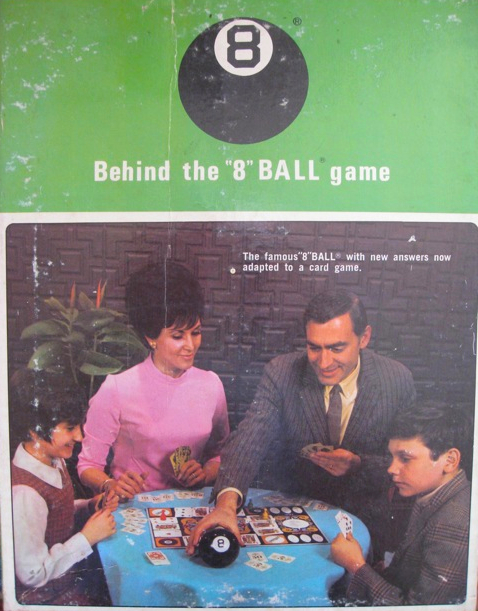 8
®
Behind the "8" BALL game
The famous "8" BALL® with new answers now
adapted to a card game.
8